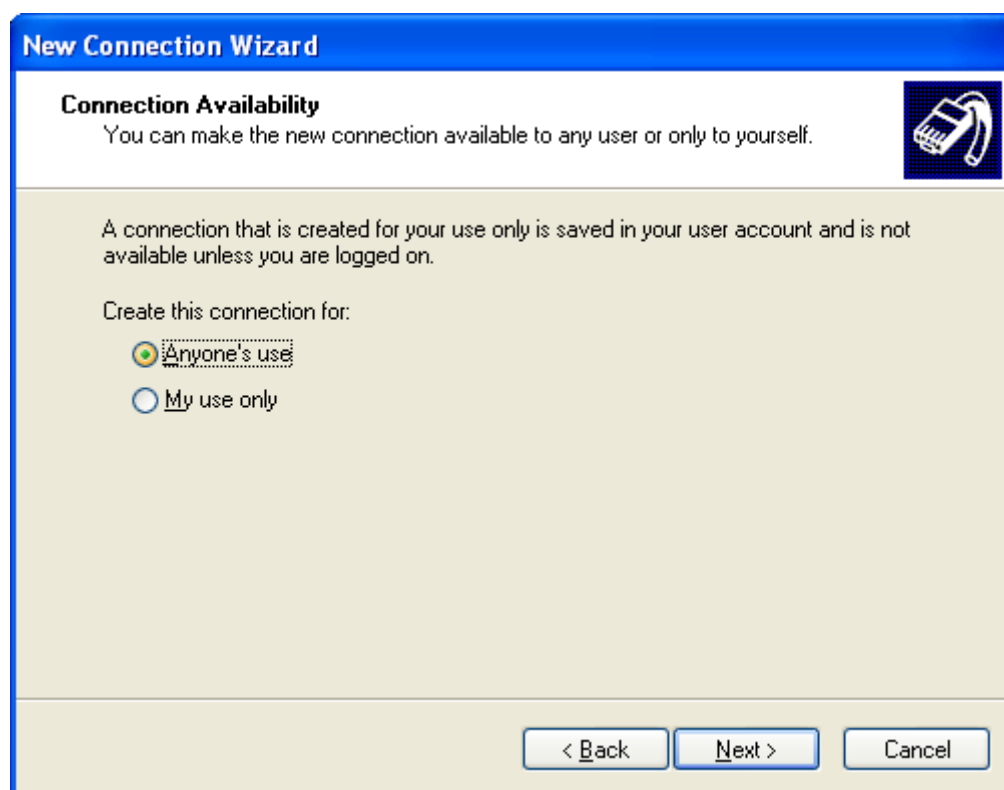 New Connection Wizard
Connection Availability
You can make the new connection available to any user or only to yourself.
A connection that is created for your use only is saved in your user account and is not
available unless you are logged on.
Create this connection for:
Anyone's use
My use only
< Back
Next >
Cancel